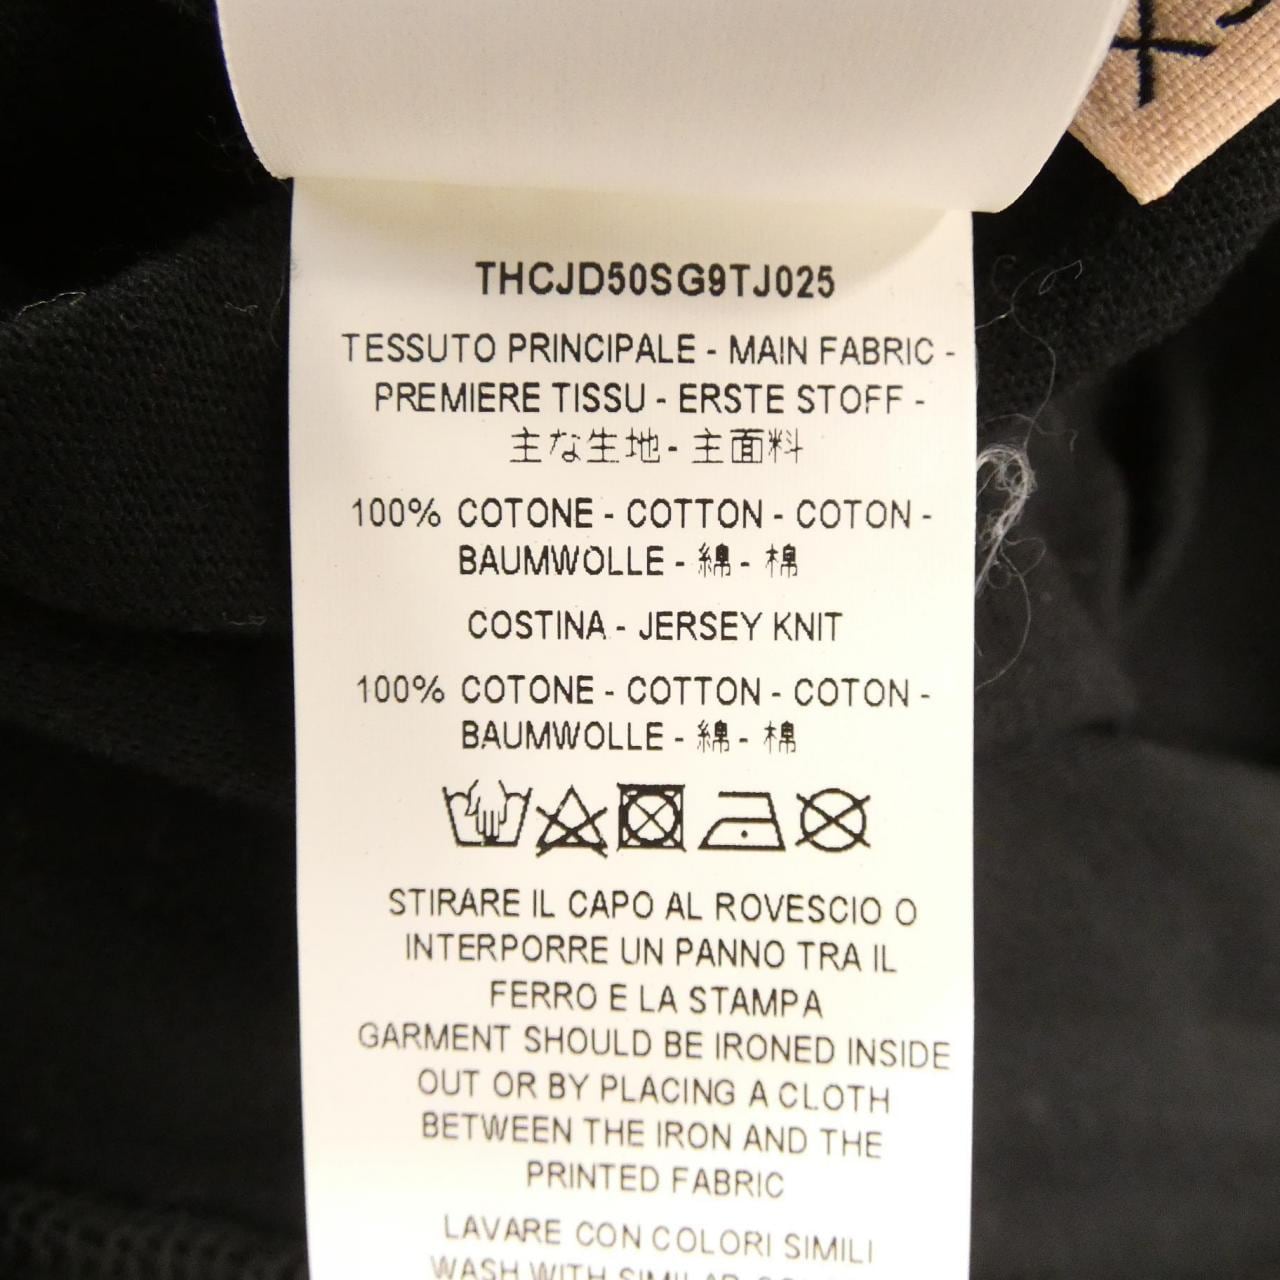 THCJD50SG9TJ025
TESSUTO PRINCIPALE - MAIN FABRIC -
PREMIERE TISSU - ERSTE STOFF -
主な生地 - 主面料
100% COTONE - COTTON - COTON -
BAUMWOLLE - 綿 - 棉
COSTINA - JERSEY KNIT
100% COTONE - COTTON - COTON -
BAUMWOLLE - 綿 - 棉
STIRARE IL CAPO AL ROVESCIO O
INTERPORRE UN PANNO TRA IL
FERRO E LA STAMPA
GARMENT SHOULD BE IRONED INSIDE
OUT OR BY PLACING A CLOTH
BETWEEN THE IRON AND THE
PRINTED FABRIC
LAVARE CON COLORI SIMILI
WASH WITH SIMILAR